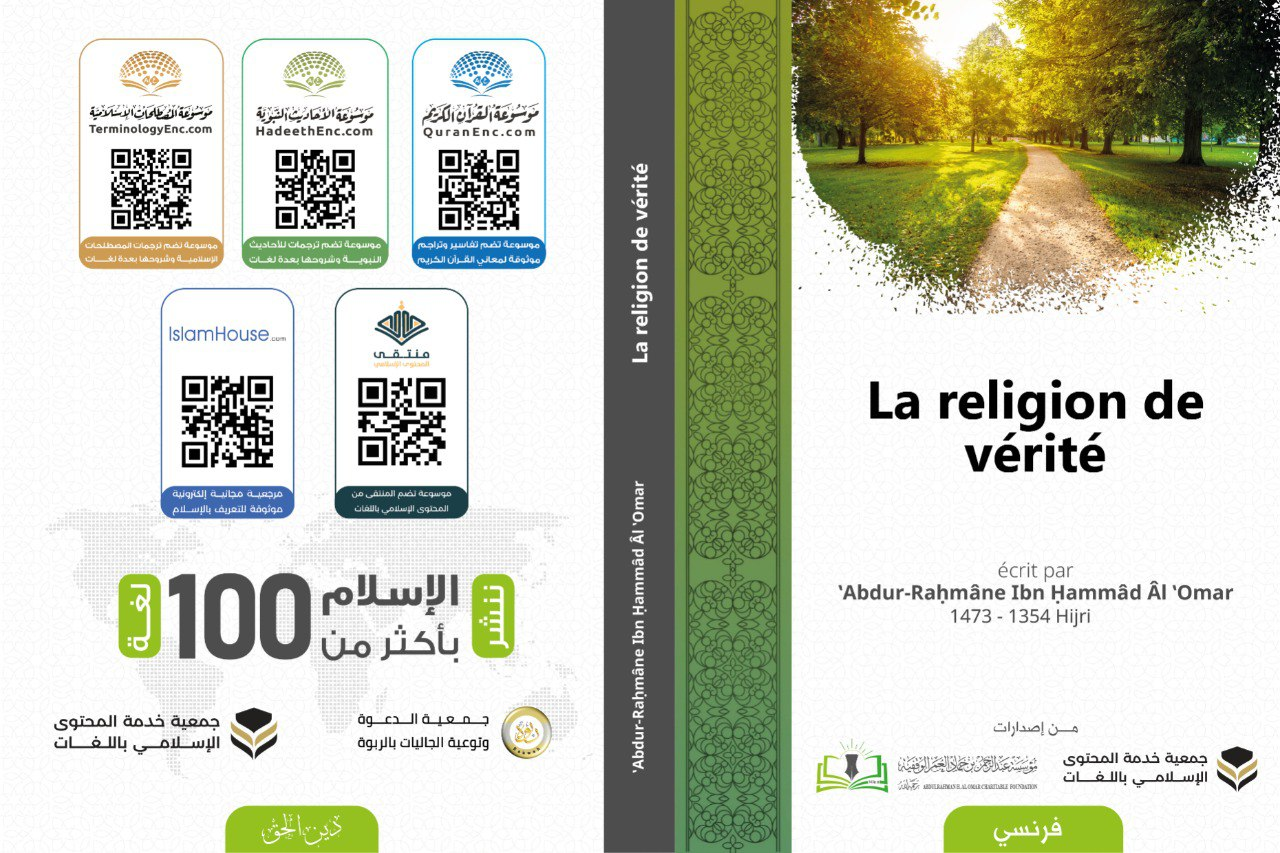 موسوعة المصطلحات الإسلامية
TerminologyEnc.com
موسوعة تضم ترجمات المصطلحات
الإسلامية وشروحها بعدة لغات
موسوعة الأحاديث النبوية
HadeethEnc.com
موسوعة تضم ترجمات للأحاديث
النبويـــة وشروحها بعدة لغات
موسوعة القرآن الكريم
QuranEnc.com
موسوعة تضم تفاسير وتراجم
موثوقة لمعاني القرآن الكريم
IslamHouse.com
مرجعيـة مجانيـة إلكترونية
موثوقة للتعريف بالإسلام
منتقى
المحتوى الإسلامي
موسوعة تضم المنتقى من
المحتوى الإسلامي باللغات
ننشر
الإسلام
بأكثر من
100
لغة
جمعية خدمة المحتوى
الإسلامي باللغات
جمعية الدعوة
وتوعية الجاليات بالربوة
دين الحق
La religion de vérité
‛Abdur-Raḥmâne Ibn Ḥammâd Âl ‛Omar
La religion de
vérité
écrit par
‛Abdur-Raḥmâne Ibn Ḥammâd Âl ‛Omar
1473 - 1354 Hijri
من إصدارات
مؤسسة عبدالرحمن بن حماد العمر الوقفية
رحمه الله
ABDULRAHMAN H. AL OMAR CHARITABLE FOUNDATION
جمعية خدمة المحتوى
الإسلامي باللغات
فرنسي